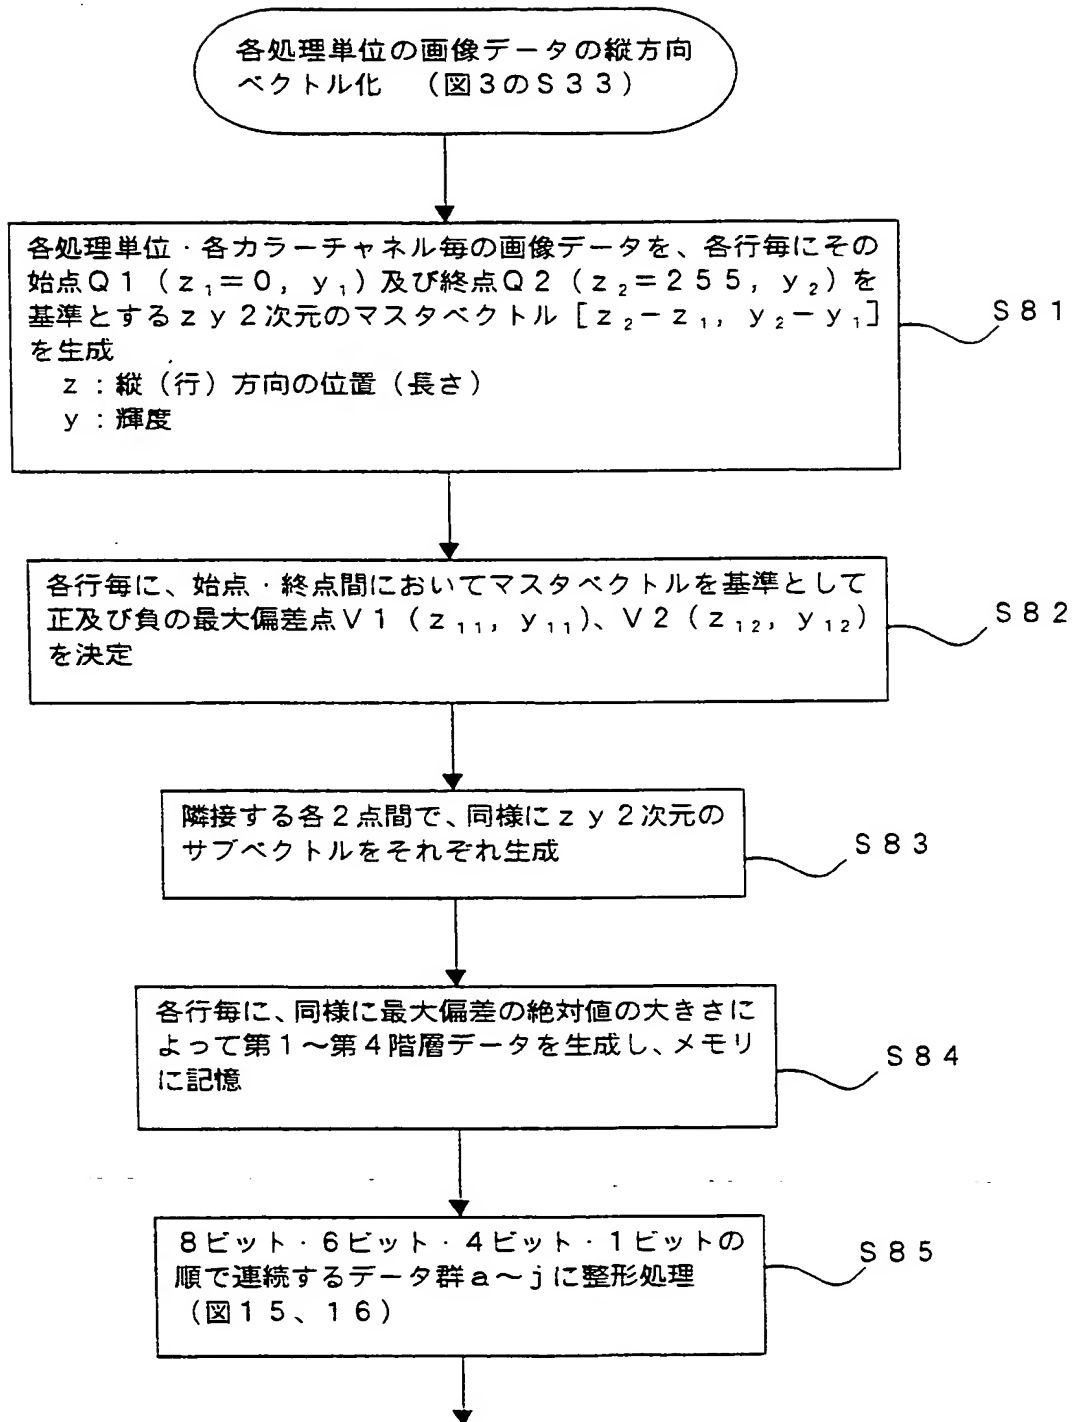 各処理単位の画像データの縦方向
ベクトル化　（図３のＳ３３）
各処理単位・各カラーチャネル毎の画像データを、各行毎にその
始点Ｑ１（ｚ₁＝０，ｙ₁）及び終点Ｑ２（ｚ₂＝２５５，ｙ₂）を
基準とするｚｙ２次元のマスタベクトル［ｚ₂－ｚ₁，ｙ₂－ｙ₁］
を生成
ｚ：縦（行）方向の位置（長さ）
ｙ：輝度
Ｓ８１
各行毎に、始点・終点間においてマスタベクトルを基準として
正及び負の最大偏差点Ｖ１（ｚ₁₁，ｙ₁₁）、Ｖ２（ｚ₁₂，ｙ₁₂）
を決定
Ｓ８２
隣接する各２点間で、同様にｚｙ２次元の
サブベクトルをそれぞれ生成
Ｓ８３
各行毎に、同様に最大偏差の絶対値の大きさに
よって第１～第４階層データを生成し、メモリ
に記憶
Ｓ８４
８ビット・６ビット・４ビット・１ビットの
順で連続するデータ群ａ～ｊに整形処理
（図１５、１６）
Ｓ８５